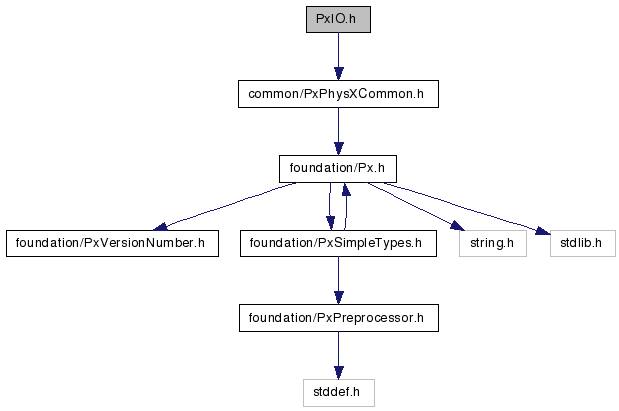 PxIO.h
common/PxPhysXCommon.h
foundation/Px.h
foundation/PxVersionNumber.h
foundation/PxSimpleTypes.h
string.h
stdlib.h
foundation/PxPreprocessor.h
stddef.h